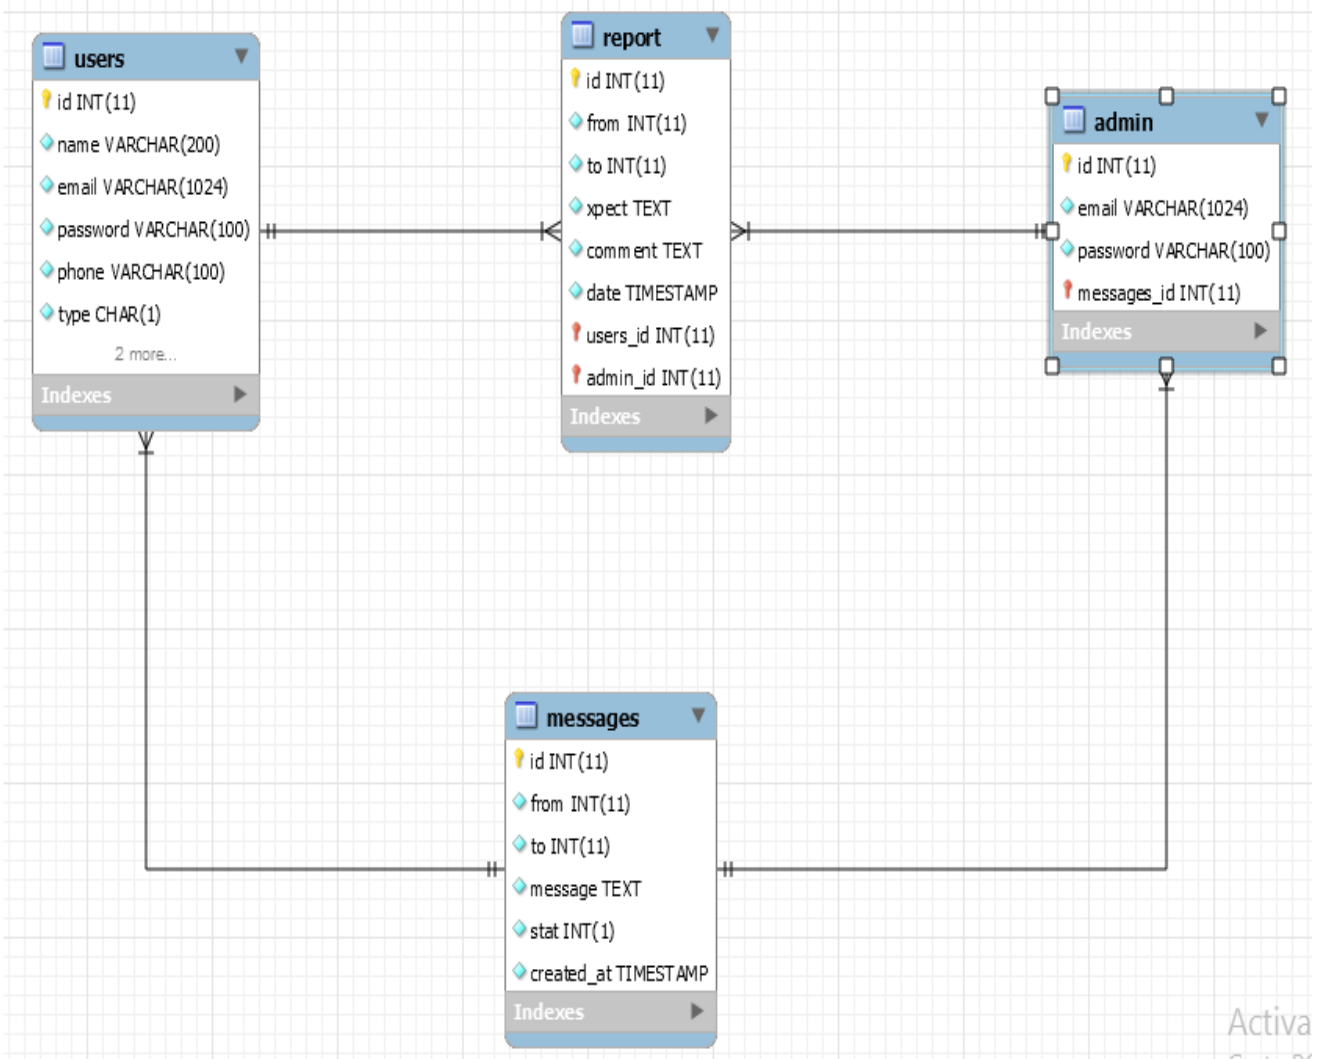 users
id INT(11)
name VARCHAR(200)
email VARCHAR(1024)
password VARCHAR(100)
phone VARCHAR(100)
type CHAR(1)
2 more...
Indexes
report
id INT(11)
from INT(11)
to INT(11)
xpect TEXT
comment TEXT
date TIMESTAMP
users_id INT(11)
admin_id INT(11)
Indexes
admin
id INT(11)
email VARCHAR(1024)
password VARCHAR(100)
messages_id INT(11)
Indexes
messages
id INT(11)
from INT(11)
to INT(11)
message TEXT
stat INT(1)
created_at TIMESTAMP
Indexes
Activa